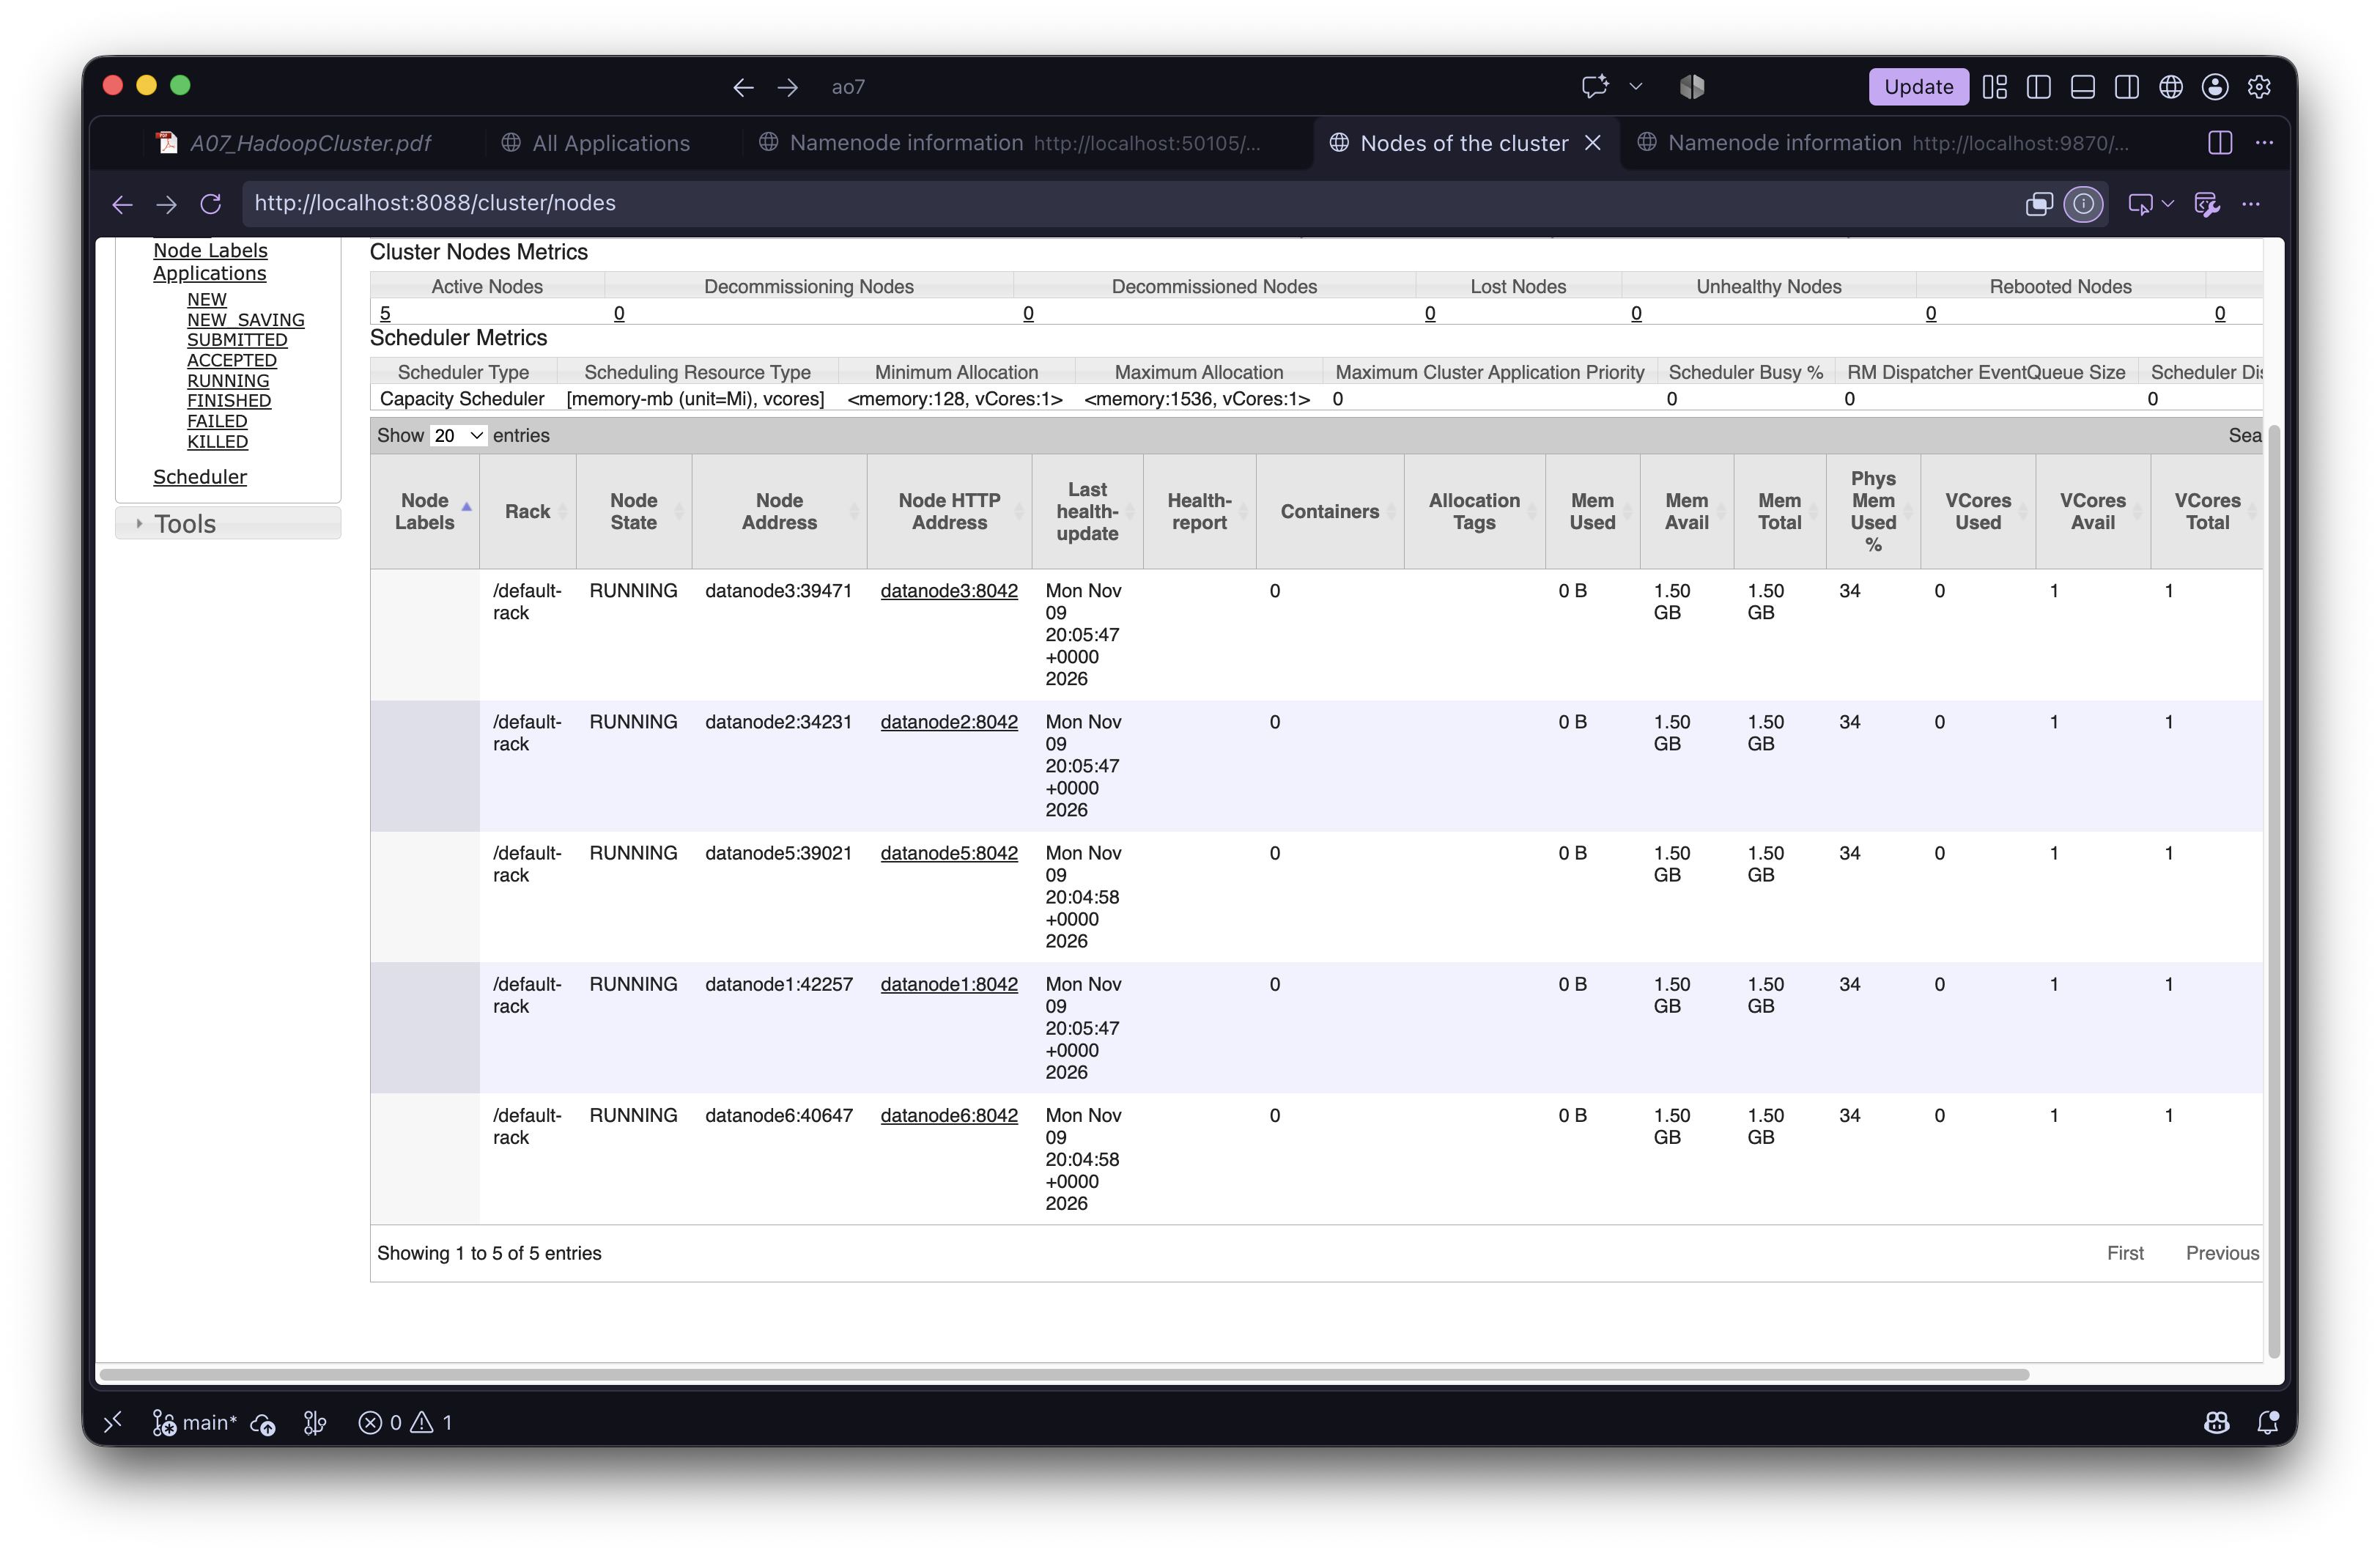 ao7
Update
A07_HadoopCluster.pdf
All Applications
Namenode information http://localhost:50105/...
Nodes of the cluster
Namenode information http://localhost:9870/...
http://localhost:8088/cluster/nodes
Node Labels
Applications
NEW
NEW_SAVING
SUBMITTED
ACCEPTED
RUNNING
FINISHED
FAILED
KILLED
Scheduler
Tools
Cluster Nodes Metrics
Active Nodes Decommissioning Nodes Decommissioned Nodes Lost Nodes Unhealthy Nodes Rebooted Nodes
5 0 0 0 0 0 0
Scheduler Metrics
Scheduler Type Scheduling Resource Type Minimum Allocation Maximum Allocation Maximum Cluster Application Priority Scheduler Busy % RM Dispatcher EventQueue Size Scheduler Dis
Capacity Scheduler [memory-mb (unit=Mi), vcores] <memory:128, vCores:1> <memory:1536, vCores:1> 0 0 0 0
Show 20 entries Sea
Node Labels Rack Node State Node Address Node HTTP Address Last health-update Health-report Containers Allocation Tags Mem Used Mem Avail Mem Total Phys Mem Used % VCores Used VCores Avail VCores Total
/default-rack RUNNING datanode3:39471 datanode3:8042 Mon Nov 09 20:05:47 +0000 2026 0 0 B 1.50 GB 1.50 GB 34 0 1 1
/default-rack RUNNING datanode2:34231 datanode2:8042 Mon Nov 09 20:05:47 +0000 2026 0 0 B 1.50 GB 1.50 GB 34 0 1 1
/default-rack RUNNING datanode5:39021 datanode5:8042 Mon Nov 09 20:04:58 +0000 2026 0 0 B 1.50 GB 1.50 GB 34 0 1 1
/default-rack RUNNING datanode1:42257 datanode1:8042 Mon Nov 09 20:05:47 +0000 2026 0 0 B 1.50 GB 1.50 GB 34 0 1 1
/default-rack RUNNING datanode6:40647 datanode6:8042 Mon Nov 09 20:04:58 +0000 2026 0 0 B 1.50 GB 1.50 GB 34 0 1 1
Showing 1 to 5 of 5 entries First Previous
main* 0 1